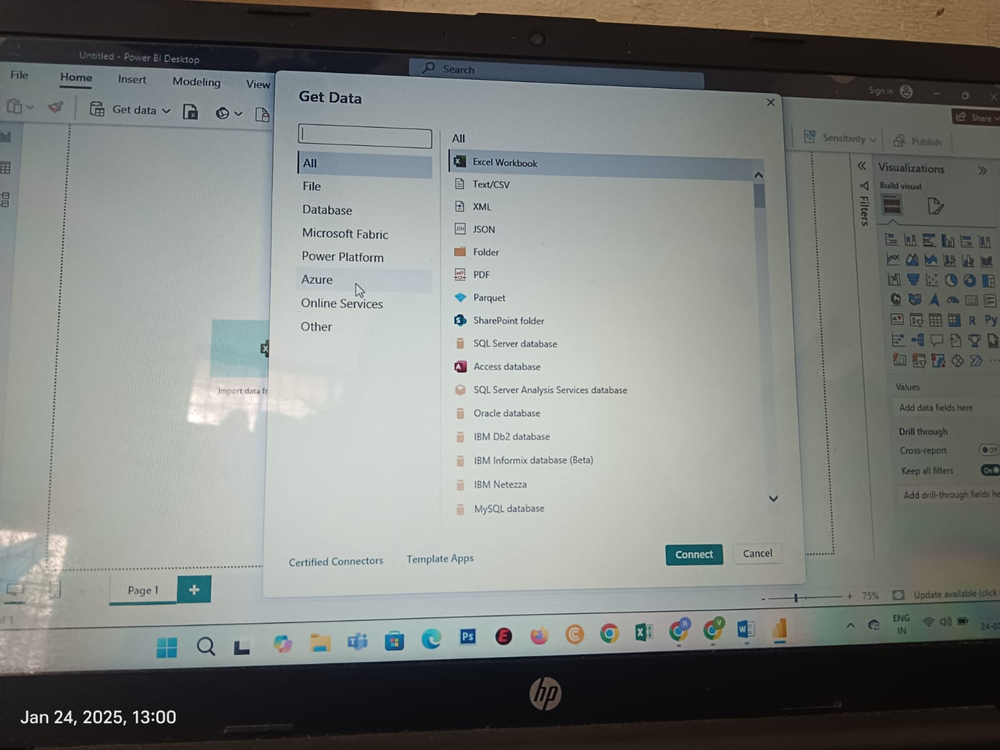 Untitled - Power BI Desktop
Search
Sign in
File
Home
Insert
Modeling
View
Share
Get data
Sensitivity
Publish
Get Data
All
File
Database
Microsoft Fabric
Power Platform
Azure
Online Services
Other
All
Excel Workbook
Text/CSV
XML
JSON
Folder
PDF
Parquet
SharePoint folder
SQL Server database
Access database
SQL Server Analysis Services database
Oracle database
IBM Db2 database
IBM Informix database (Beta)
IBM Netezza
MySQL database
Certified Connectors
Template Apps
Connect
Cancel
Import data fr
Filters
Visualizations
Build visual
R Py
Values
Add data fields here
Drill through
Cross-report
Off
Keep all filters
On
Add drill-through fields he
Page 1
75%
Update available (click
Ps
R
V
ENG
IN
24-0
hp
Jan 24, 2025, 13:00